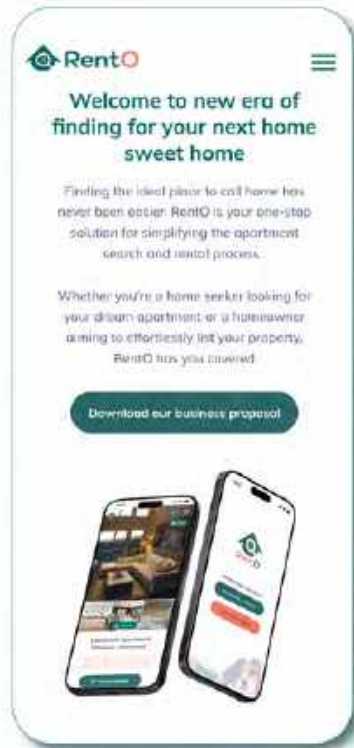 RentO
Welcome to new era of
finding for your next home
sweet home
Finding the ideal place to call home has
never been easier. RentO is your one-stop
solution for simplifying the apartment
search and rental process.
Whether you're a home seeker looking for
your dream apartment or a homeowner
aiming to effortlessly list your property,
RentO has you covered.
Download our business proposal
RentO